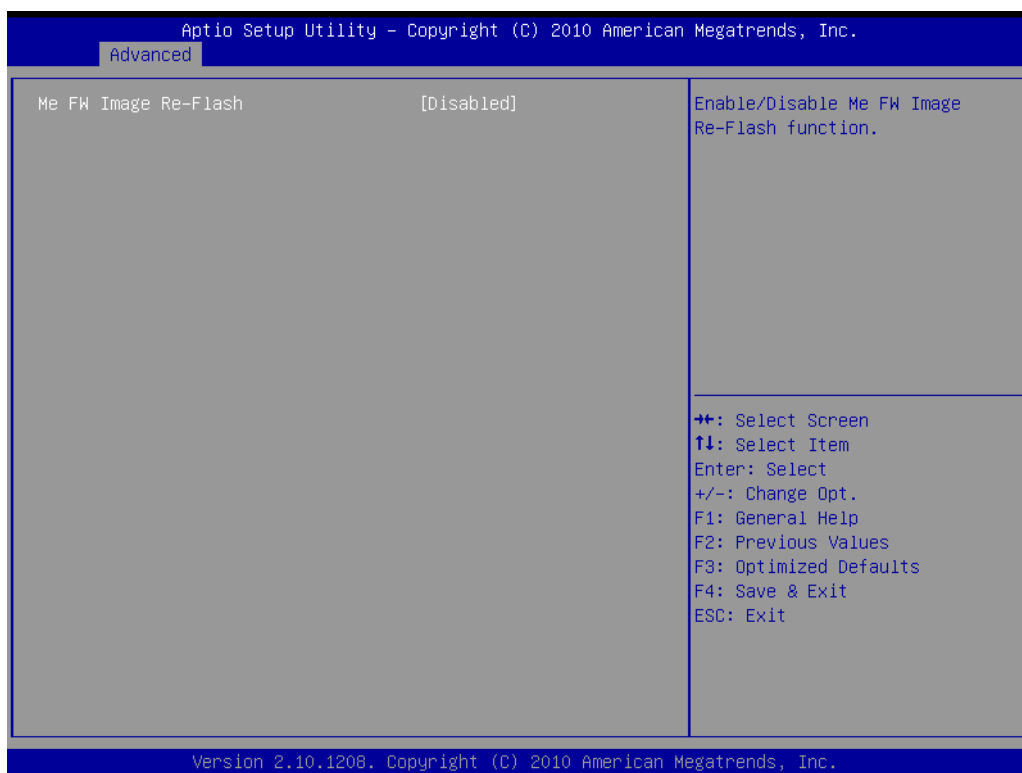 Aptio Setup Utility – Copyright (C) 2010 American Megatrends, Inc.
Advanced
Me FW Image Re-Flash [Disabled]
Enable/Disable Me FW Image
Re-Flash function.
→←: Select Screen
↑↓: Select Item
Enter: Select
+/-: Change Opt.
F1: General Help
F2: Previous Values
F3: Optimized Defaults
F4: Save & Exit
ESC: Exit
Version 2.10.1208. Copyright (C) 2010 American Megatrends, Inc.